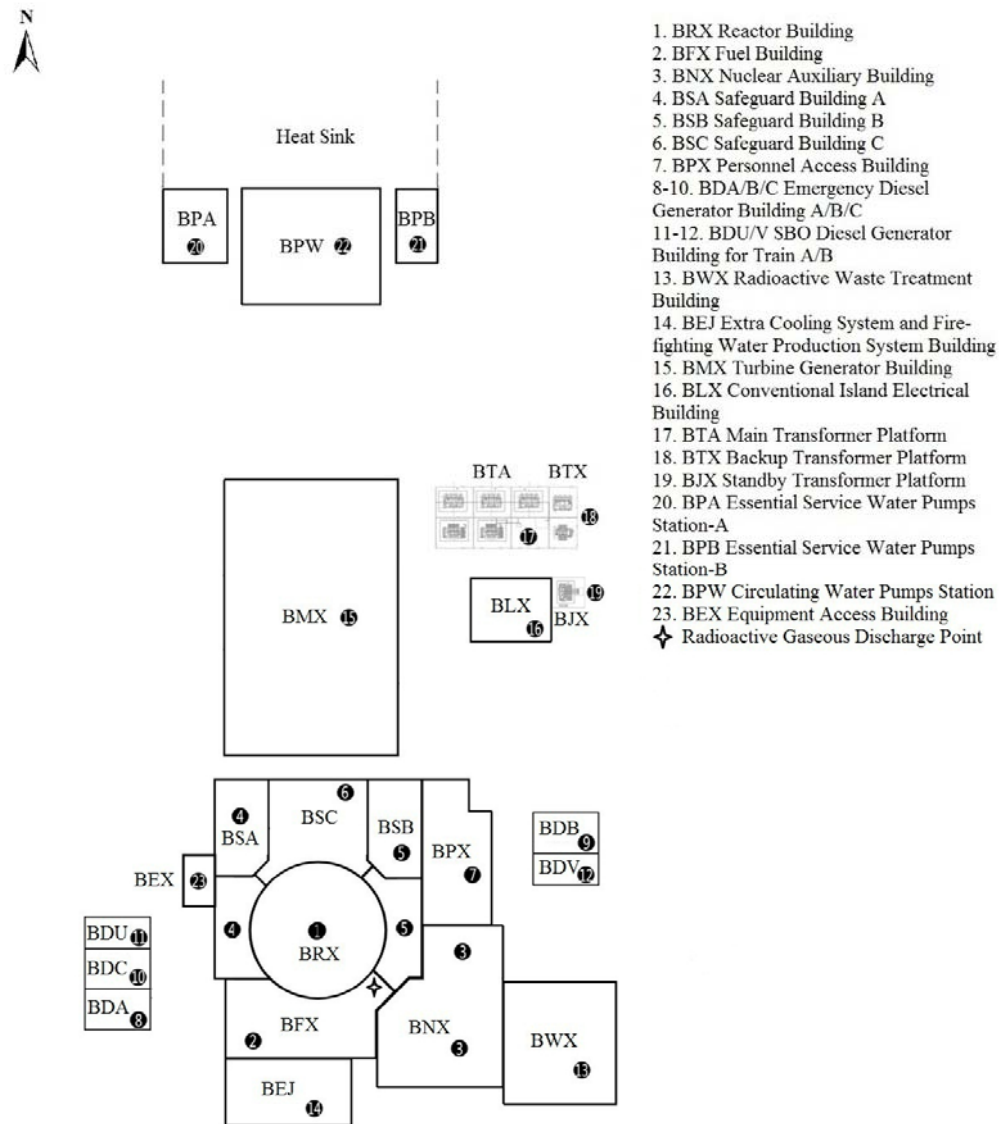 N
Heat Sink
BPA
20
BPW 22
BPB
21
BTA
BTX
18
17
BMX 15
BLX
16
19
BJX
6
4
BSA
BSC
BSB
5
BPX
7
BDB
9
BDV 12
BEX
23
4
1
BRX
5
3
BDU 11
BDC 10
BDA 8
BFX
2
BNX
3
BWX
13
BEJ
14
1. BRX Reactor Building
2. BFX Fuel Building
3. BNX Nuclear Auxiliary Building
4. BSA Safeguard Building A
5. BSB Safeguard Building B
6. BSC Safeguard Building C
7. BPX Personnel Access Building
8-10. BDA/B/C Emergency Diesel
Generator Building A/B/C
11-12. BDU/V SBO Diesel Generator
Building for Train A/B
13. BWX Radioactive Waste Treatment
Building
14. BEJ Extra Cooling System and Fire-
fighting Water Production System Building
15. BMX Turbine Generator Building
16. BLX Conventional Island Electrical
Building
17. BTA Main Transformer Platform
18. BTX Backup Transformer Platform
19. BJX Standby Transformer Platform
20. BPA Essential Service Water Pumps
Station-A
21. BPB Essential Service Water Pumps
Station-B
22. BPW Circulating Water Pumps Station
23. BEX Equipment Access Building
Radioactive Gaseous Discharge Point